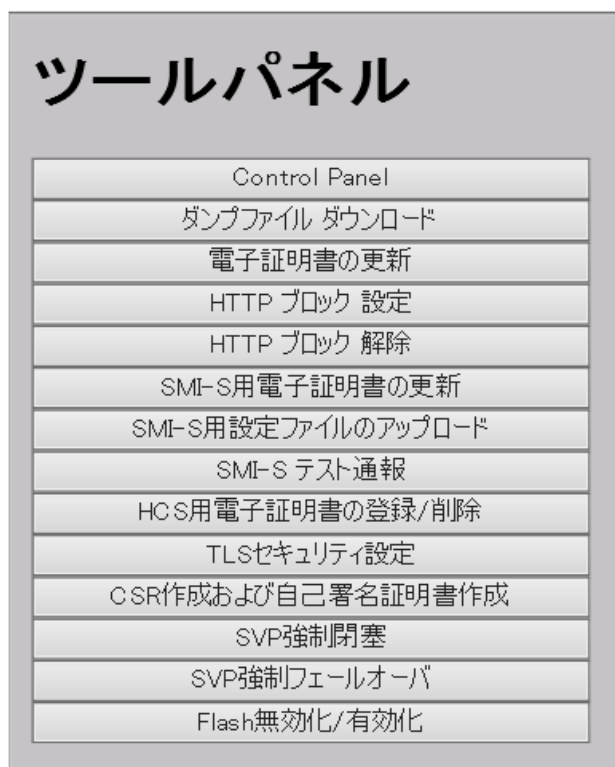 ツールパネル
Control Panel
ダンプファイル ダウンロード
電子証明書の更新
HTTP ブロック 設定
HTTP ブロック 解除
SMI-S用電子証明書の更新
SMI-S用設定ファイルのアップロード
SMI-S テスト通報
HCS用電子証明書の登録/削除
TLSセキュリティ設定
CSR作成および自己署名証明書作成
SVP強制閉塞
SVP強制フェールオーバ
Flash無効化/有効化